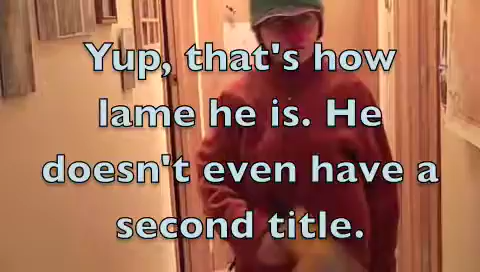 Yup, that's how
lame he is. He
doesn't even have a
second title.